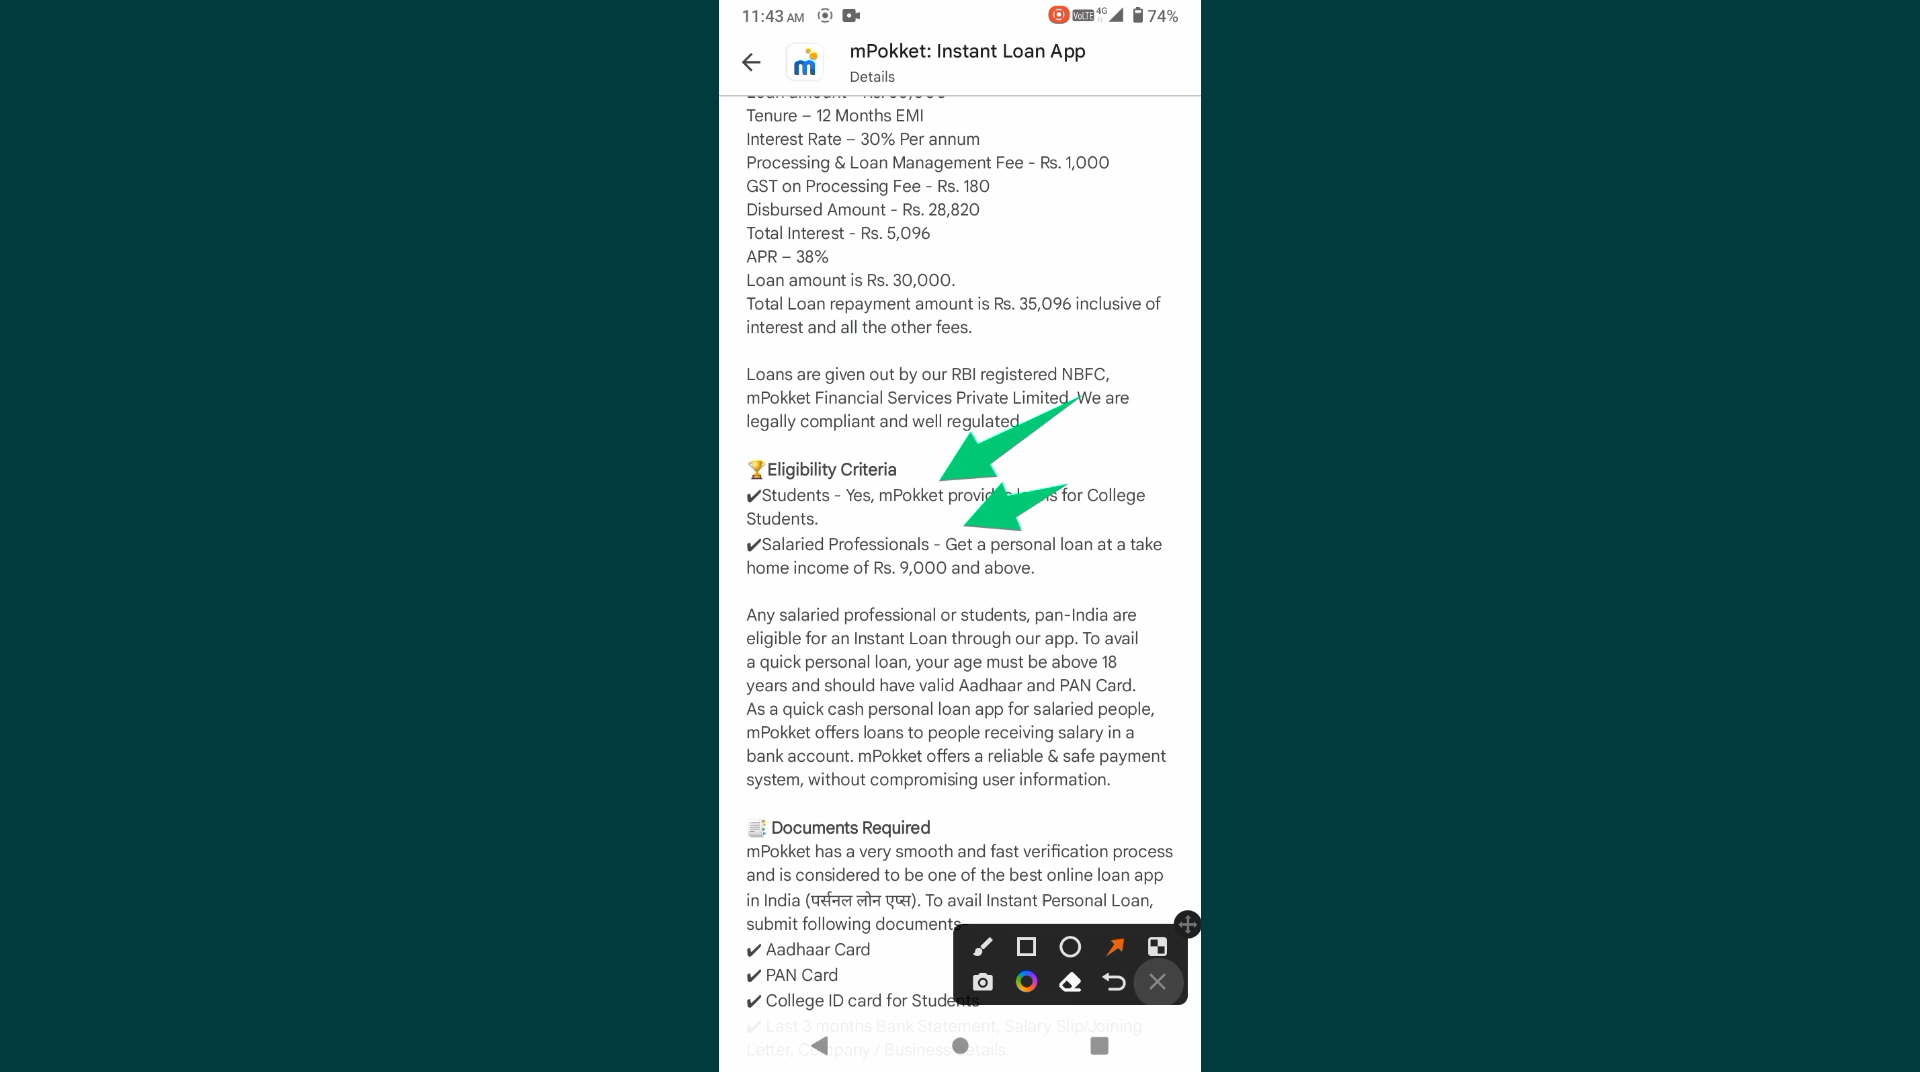 11:43 AM
VoLTE 4G 74%
mPokket: Instant Loan App
Details
Tenure – 12 Months EMI
Interest Rate – 30% Per annum
Processing & Loan Management Fee - Rs. 1,000
GST on Processing Fee - Rs. 180
Disbursed Amount - Rs. 28,820
Total Interest - Rs. 5,096
APR – 38%
Loan amount is Rs. 30,000.
Total Loan repayment amount is Rs. 35,096 inclusive of
interest and all the other fees.
Loans are given out by our RBI registered NBFC,
mPokket Financial Services Private Limited. We are
legally compliant and well regulated
🏆Eligibility Criteria
✔Students - Yes, mPokket provides loans for College
Students.
✔Salaried Professionals - Get a personal loan at a take
home income of Rs. 9,000 and above.
Any salaried professional or students, pan-India are
eligible for an Instant Loan through our app. To avail
a quick personal loan, your age must be above 18
years and should have valid Aadhaar and PAN Card.
As a quick cash personal loan app for salaried people,
mPokket offers loans to people receiving salary in a
bank account. mPokket offers a reliable & safe payment
system, without compromising user information.
📑 Documents Required
mPokket has a very smooth and fast verification process
and is considered to be one of the best online loan app
in India (पर्सनल लोन एप्स). To avail Instant Personal Loan,
submit following documents-
✔ Aadhaar Card
✔ PAN Card
✔ College ID card for Students
✔ Last 3 months Bank Statement, Salary Slip/Joining
Letter, Company / Business details.